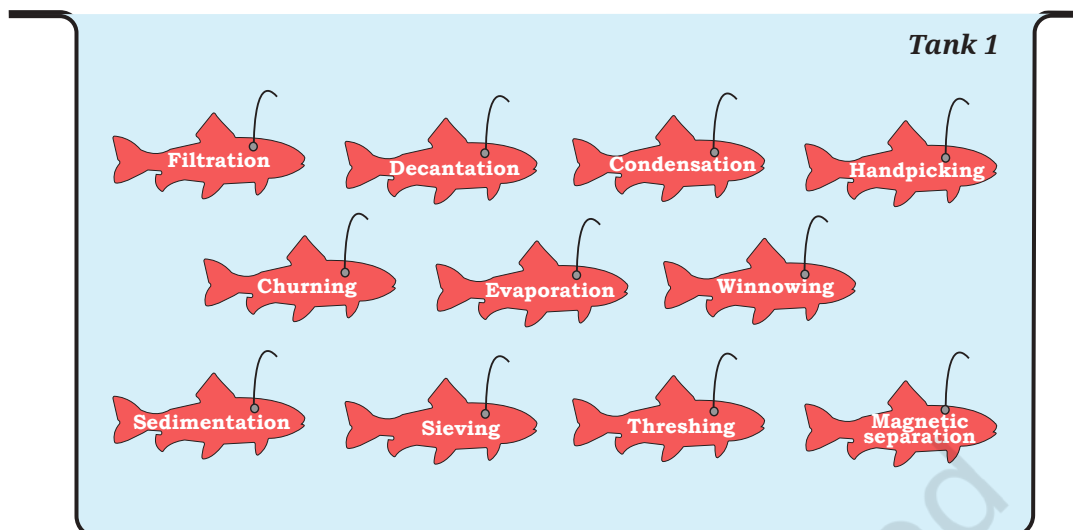 Tank 1
Filtration
Decantation
Condensation
Handpicking
Churning
Evaporation
Winnowing
Sedimentation
Sieving
Threshing
Magnetic
separation